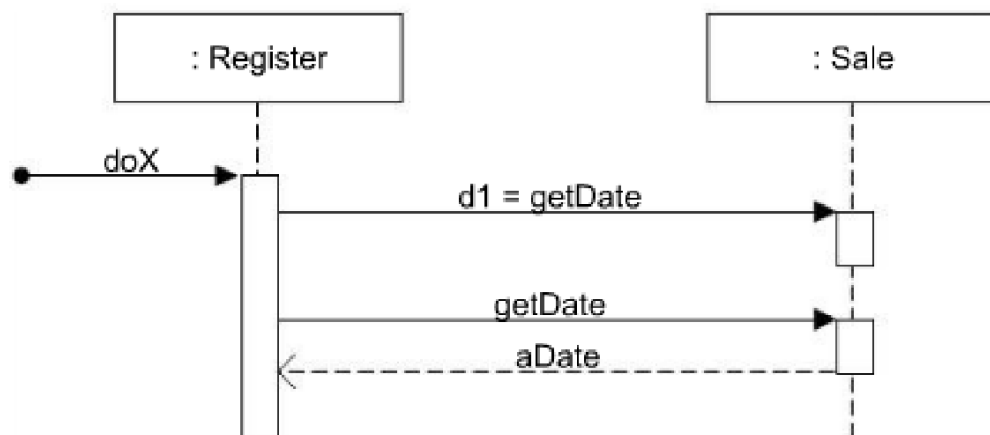 : Register
: Sale
doX
d1 = getDate
getDate
aDate